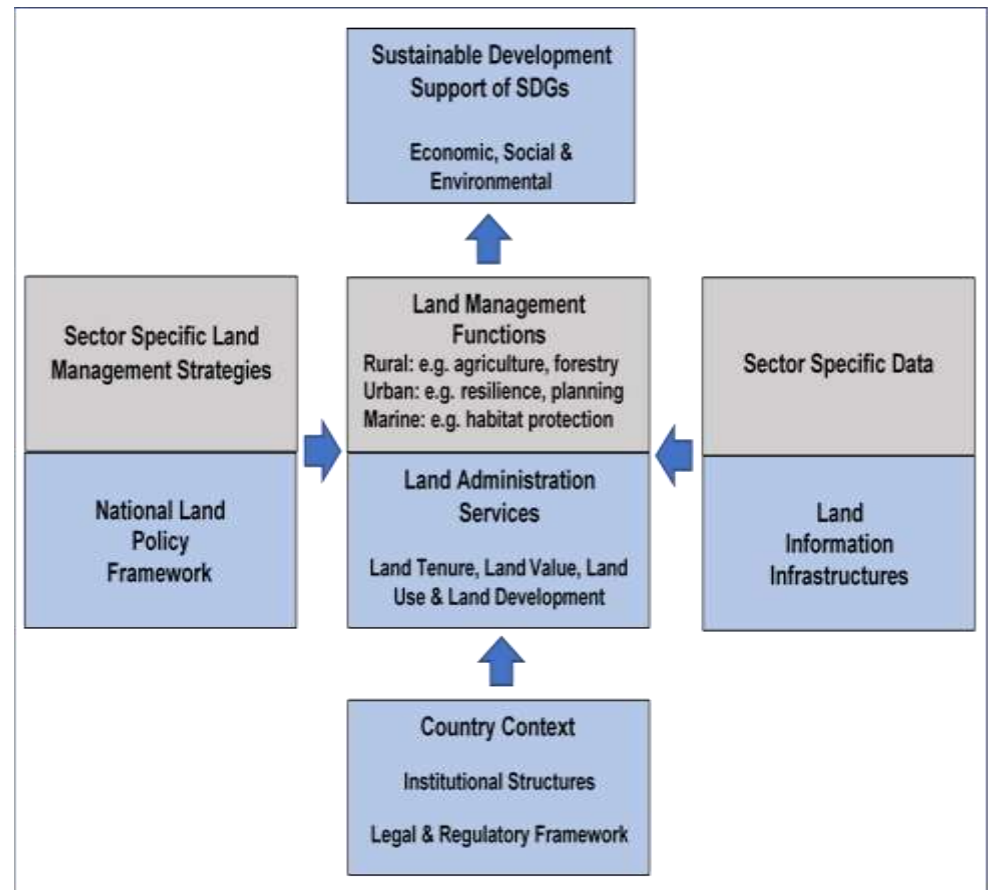 Sustainable Development
Support of SDGs
Economic, Social &
Environmental
Sector Specific Land
Management Strategies
National Land
Policy
Framework
Land Management
Functions
Rural: e.g. agriculture, forestry
Urban: e.g. resilience, planning
Marine: e.g. habitat protection
Land Administration
Services
Land Tenure, Land Value, Land
Use & Land Development
Sector Specific Data
Land
Information
Infrastructures
Country Context
Institutional Structures
Legal & Regulatory Framework